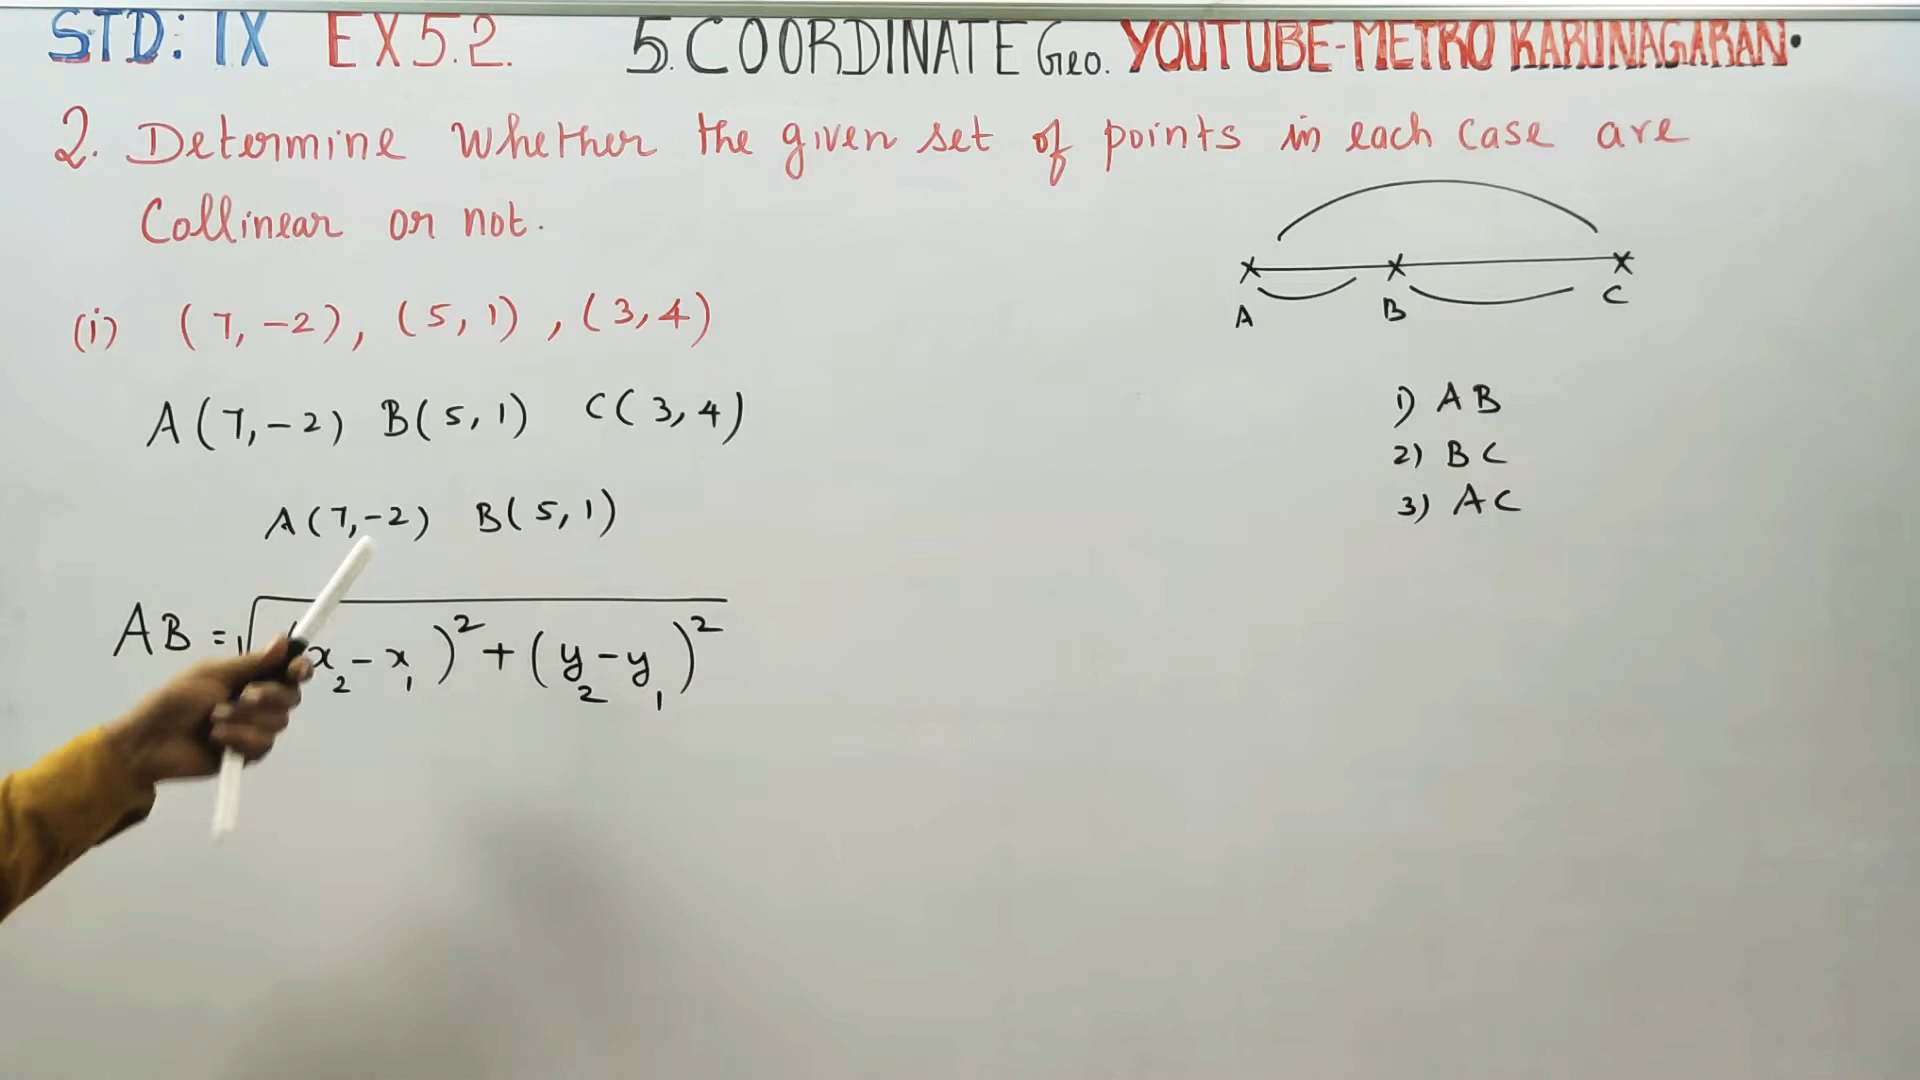 STD: IX EX 5.2. 5. COORDINATE Geo. YOUTUBE-METRO KARUNAGARAN.
2. Determine Whether the given set of points in each case are
Collinear or not.
A B C
(i) (7, -2), (5, 1), (3, 4)
A(7, -2) B(5, 1) C(3, 4)
1) AB
2) BC
3) AC
A(7, -2) B(5, 1)
AB = √(x₂ - x₁)² + (y₂ - y₁)²